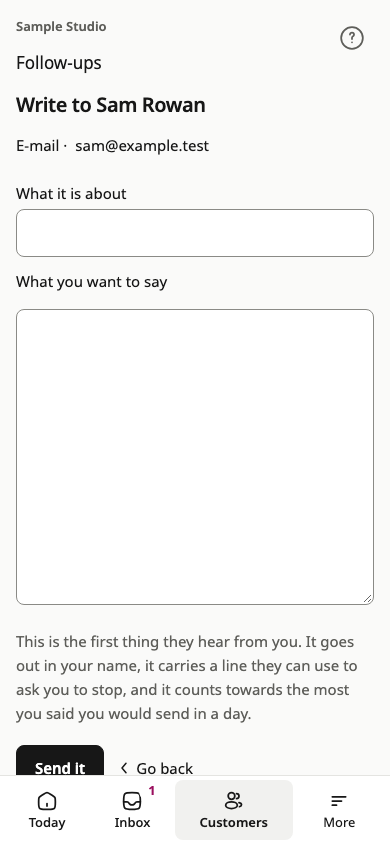 Sample Studio
Follow-ups
Write to Sam Rowan
E-mail · sam@example.test
What it is about
What you want to say
This is the first thing they hear from you. It goes
out in your name, it carries a line they can use to
ask you to stop, and it counts towards the most
you said you would send in a day.
Send it
Go back
1
Today
Inbox
Customers
More